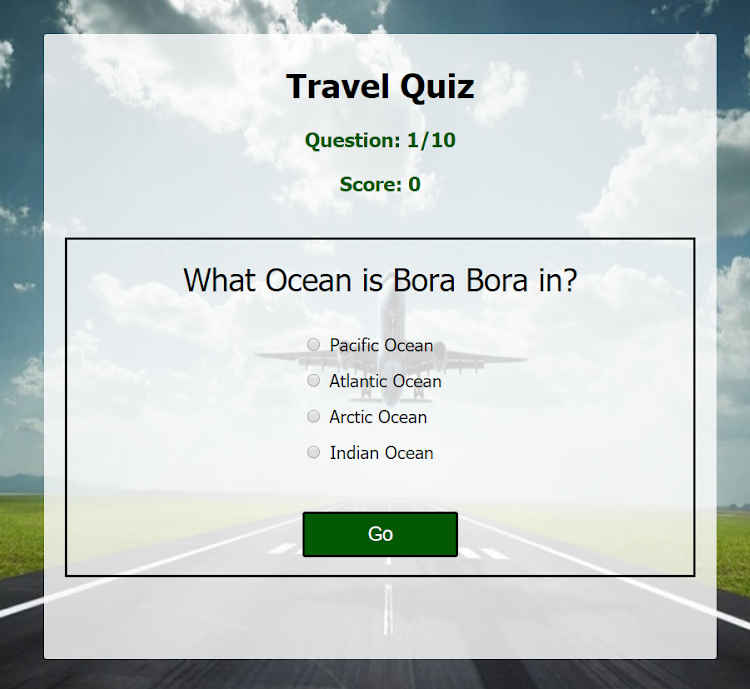 Travel Quiz
Question: 1/10
Score: 0
What Ocean is Bora Bora in?
Pacific Ocean
Atlantic Ocean
Arctic Ocean
Indian Ocean
Go